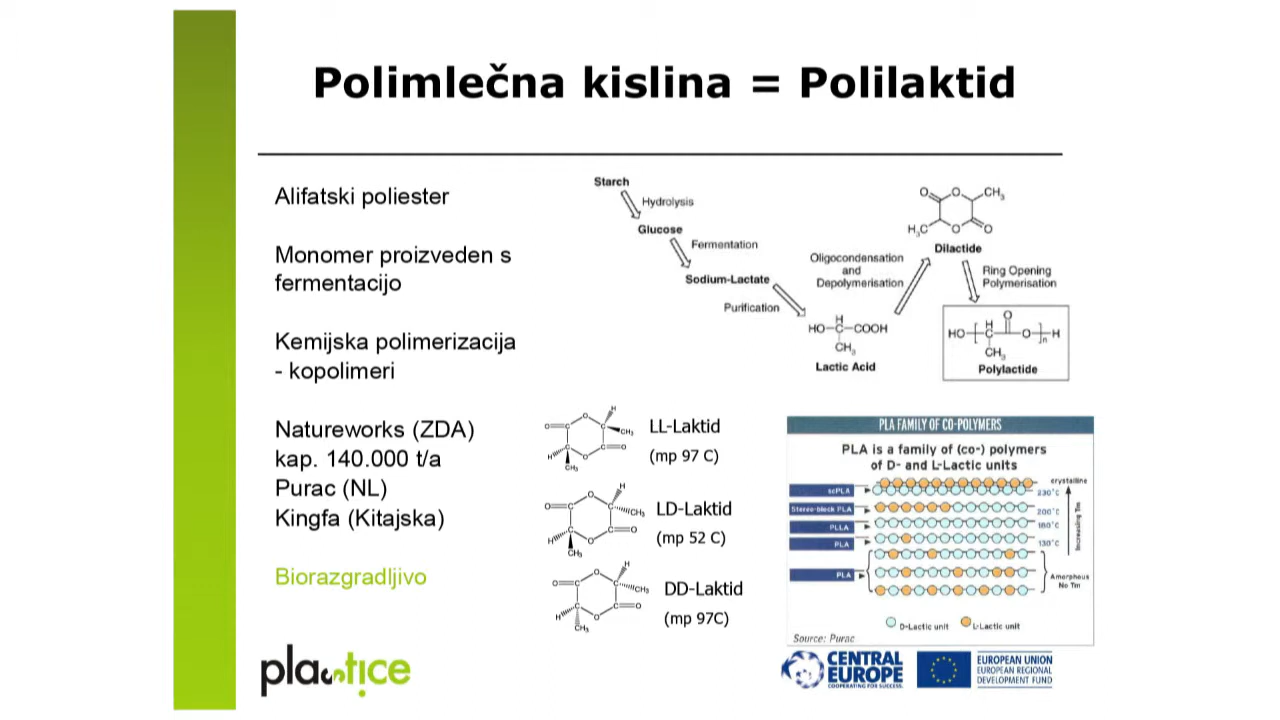 Polimlečna kislina = Polilaktid
Alifatski poliester
Monomer proizveden s
fermentacijo
Kemijska polimerizacija
- kopolimeri
Natureworks (ZDA)
kap. 140.000 t/a
Purac (NL)
Kingfa (Kitajska)
Biorazgradljivo
Starch
Hydrolysis
Glucose
Fermentation
Sodium-Lactate
Purification
HO-C-COOH
H
CH3
Lactic Acid
Oligocondensation
and
Depolymerisation
O
O
CH3
H3C
O
O
Dilactide
Ring Opening
Polymerisation
O
H
HO
C
O
n
H
CH3
Polylactide
LL-Laktid
(mp 97 C)
LD-Laktid
(mp 52 C)
DD-Laktid
(mp 97C)
PLA FAMILY OF CO-POLYMERS
PLA is a family of (co-) polymers
of D- and L-Lactic units
crystalline
scPLA
230°C
Stereo-block PLA
200°C
PLLA
180°C
PLA
130°C
Increasing Tm
PLA
Amorphous
No Tm
D-Lactic unit
L-Lactic unit
Source: Purac
plastice
CENTRAL
EUROPE
COOPERATING FOR SUCCESS.
EUROPEAN UNION
EUROPEAN REGIONAL
DEVELOPMENT FUND